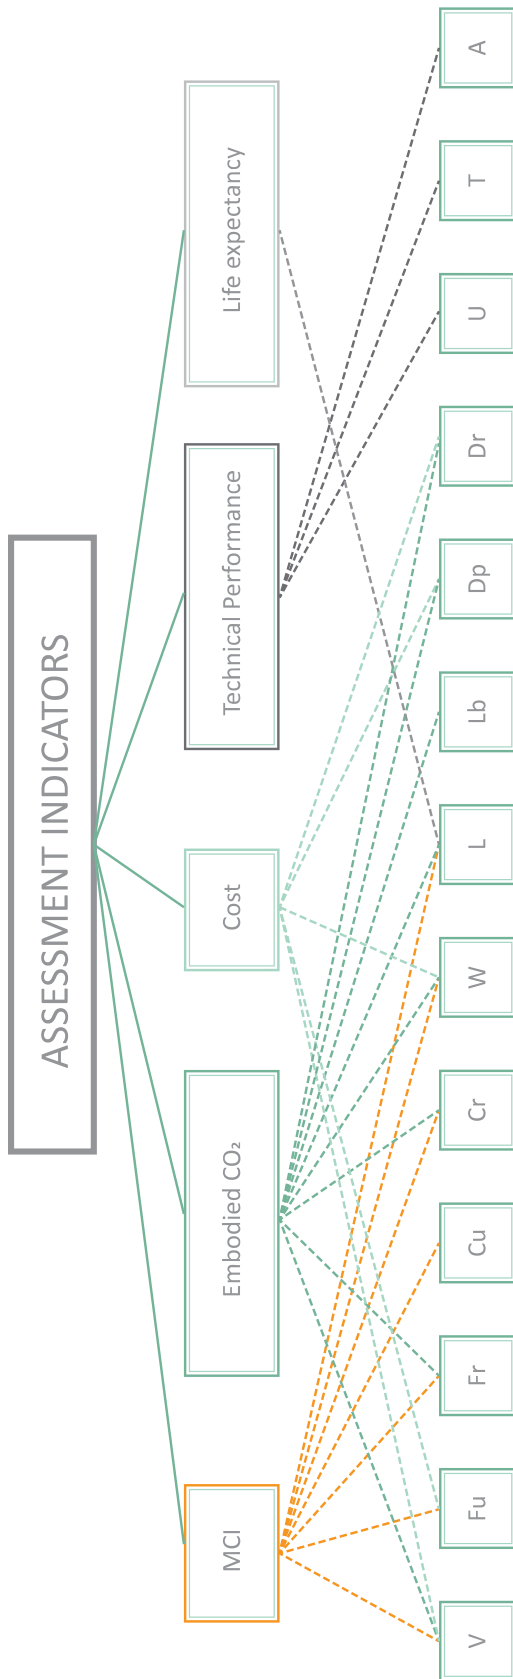 ASSESSMENT INDICATORS
MCI
Embodied CO₂
Cost
Technical Performance
Life expectancy
V
Fu
Fr
Cu
Cr
W
L
Lb
Dp
Dr
U
T
A